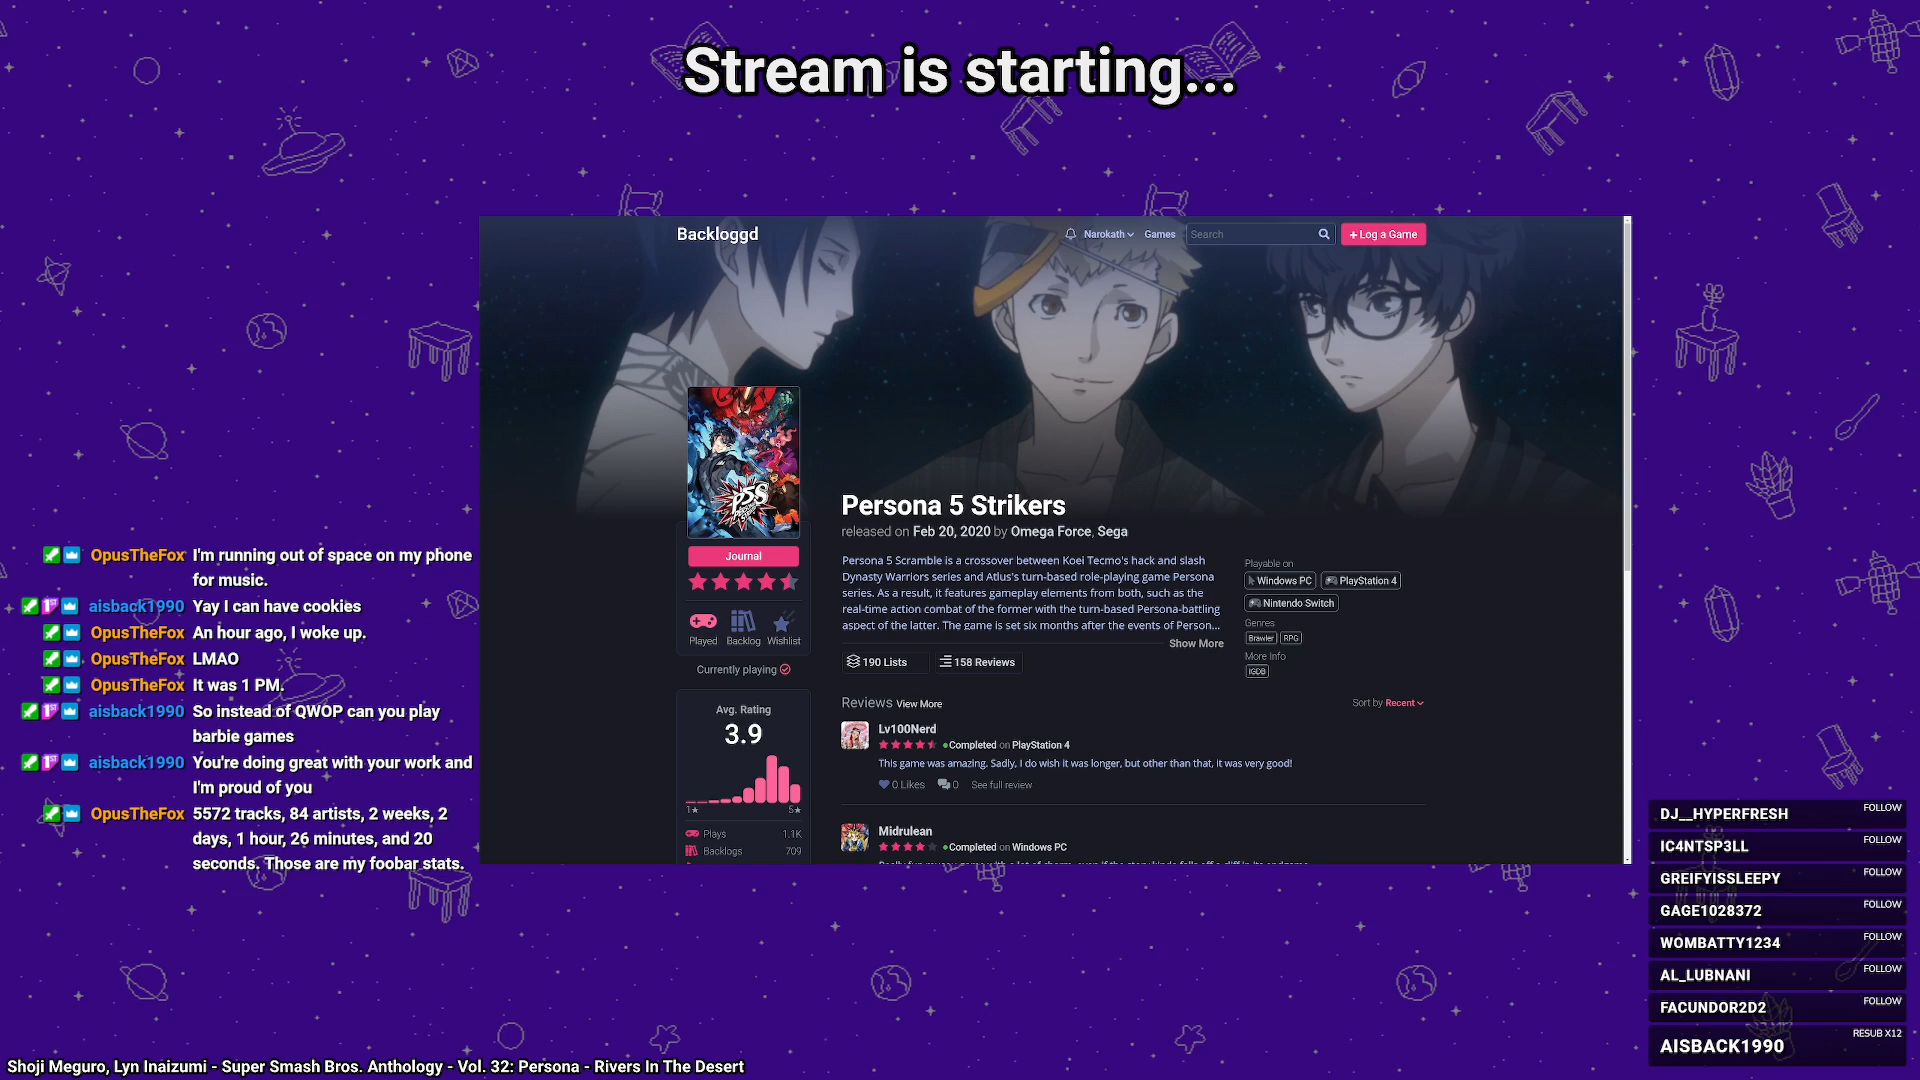 Stream is starting...
Backloggd
Narokath
Games
Search
+ Log a Game
P5S
Persona 5 Strikers
released on Feb 20, 2020 by Omega Force, Sega
Journal
Played
Backlog
Wishlist
Currently playing
Persona 5 Scramble is a crossover between Koei Tecmo's hack and slash
Dynasty Warriors series and Atlus's turn-based role-playing game Persona
series. As a result, it features gameplay elements from both, such as the
real-time action combat of the former with the turn-based Persona-battling
aspect of the latter. The game is set six months after the events of Person...
Show More
Playable on
Windows PC
PlayStation 4
Nintendo Switch
Genres
Brawler
RPG
More Info
IGDB
190 Lists
158 Reviews
Avg. Rating
3.9
1★
5★
Plays 1.1K
Backlogs 709
Reviews View More
Sort by Recent
Lv100Nerd
Completed on PlayStation 4
This game was amazing. Sadly, I do wish it was longer, but other than that, it was very good!
0 Likes
0
See full review
Midrulean
Completed on Windows PC
OpusTheFox I'm running out of space on my phone
for music.
aisback1990 Yay I can have cookies
OpusTheFox An hour ago, I woke up.
OpusTheFox LMAO
OpusTheFox It was 1 PM.
aisback1990 So instead of QWOP can you play
barbie games
aisback1990 You're doing great with your work and
I'm proud of you
OpusTheFox 5572 tracks, 84 artists, 2 weeks, 2
days, 1 hour, 26 minutes, and 20
seconds. Those are my foobar stats.
DJ__HYPERFRESH FOLLOW
IC4NTSP3LL FOLLOW
GREIFYISSLEEPY FOLLOW
GAGE1028372 FOLLOW
WOMBATTY1234 FOLLOW
AL_LUBNANI FOLLOW
FACUNDOR2D2 FOLLOW
AISBACK1990 RESUB X12
Shoji Meguro, Lyn Inaizumi - Super Smash Bros. Anthology - Vol. 32: Persona - Rivers In The Desert